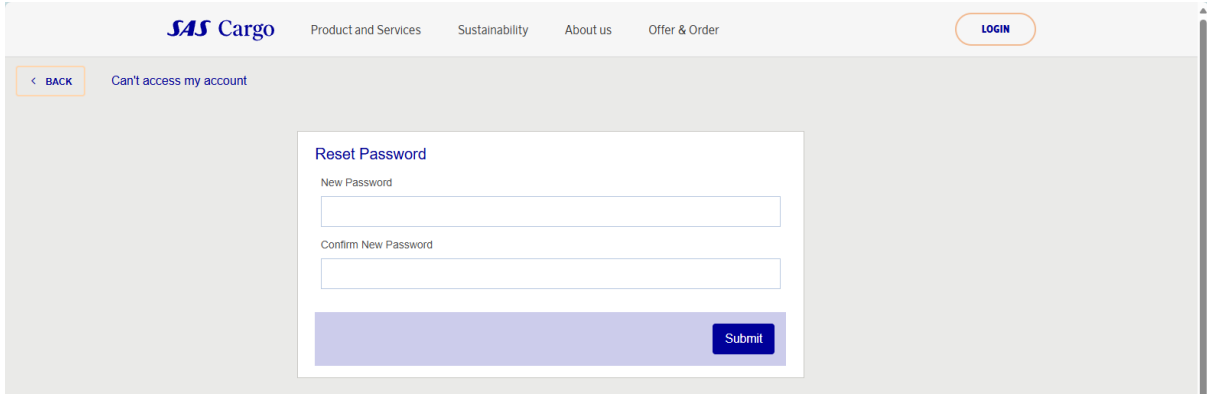 SAS Cargo Product and Services Sustainability About us Offer & Order LOGIN
< BACK Can't access my account
Reset Password
New Password
Confirm New Password
Submit